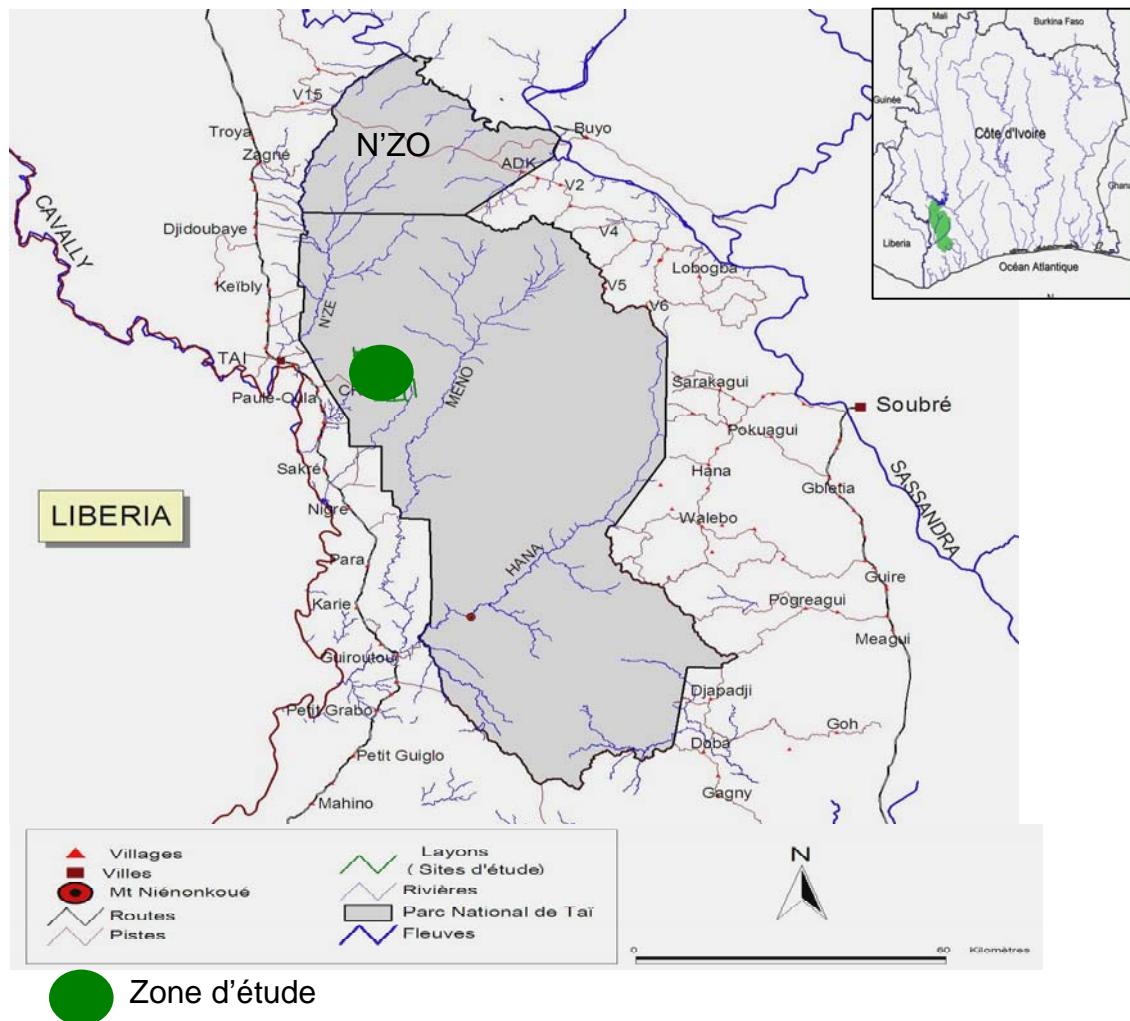 Mali
Burkina Faso
Guinée
Côte d'Ivoire
Ghana
Liberia
Océan Atlantique
N
V15
Troya
Zagné
N'ZO
Buyo
ADK
V2
CAVALLY
Djidoubaye
V4
Lobogba
Keïbly
V5
V6
N'ZE
TAI
MENO
Paule-Oula
Sarakagui
Soubré
Pokuagui
Sakré
Hana
Gbletia
SASSANDRA
Nigré
LIBERIA
Walebo
Para
HANA
Guire
Karie
Pogreagui
Meagui
Guiroutou
Djapadji
Petit Grabo
Goh
Doba
Petit Guiglo
Gagny
Mahino
Villages
Villes
Mt Niénonkoué
Routes
Pistes
Layons
( Sites d'étude)
Rivières
Parc National de Taï
Fleuves
N
0 60 Kilomètres
Zone d'étude